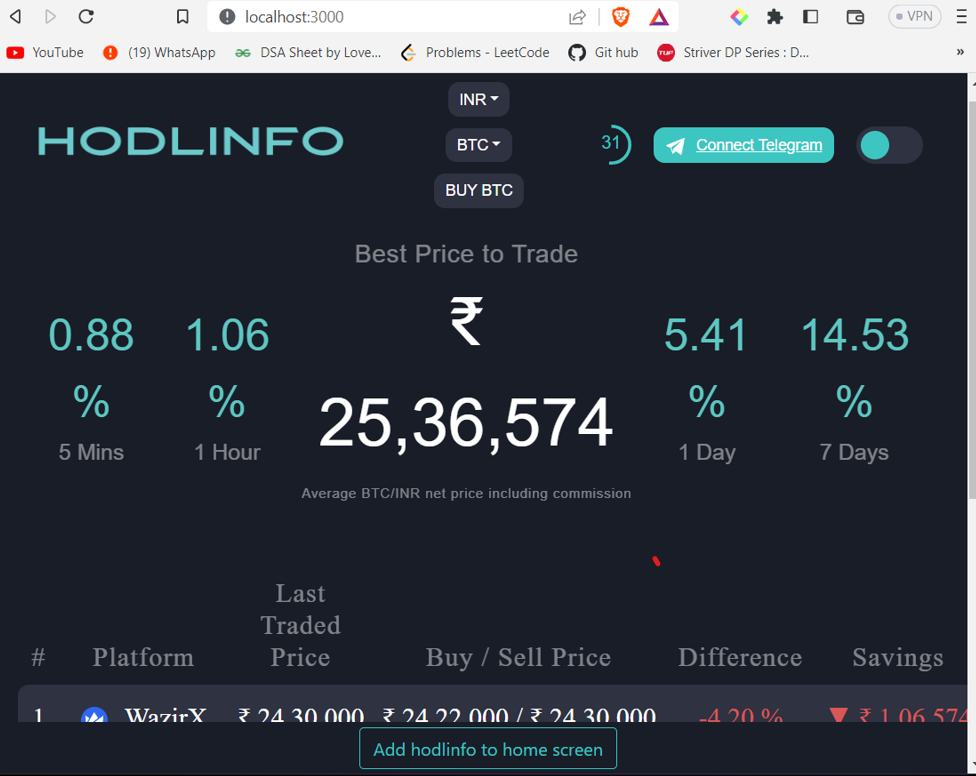 localhost:3000
VPN
YouTube
(19) WhatsApp
DSA Sheet by Love...
Problems - LeetCode
Git hub
TUF
Striver DP Series : D...
»
INR
HODLINFO
BTC
31
Connect Telegram
BUY BTC
Best Price to Trade
₹
0.88
1.06
5.41
14.53
%
%
25,36,574
%
%
5 Mins
1 Hour
1 Day
7 Days
Average BTC/INR net price including commission
Last
Traded
# Platform Price Buy / Sell Price Difference Savings
1 WazirX ₹ 24,30,000 ₹ 24,22,000 / ₹ 24,30,000 -4.20 % ▼ ₹ 1,06,574
Add hodlinfo to home screen